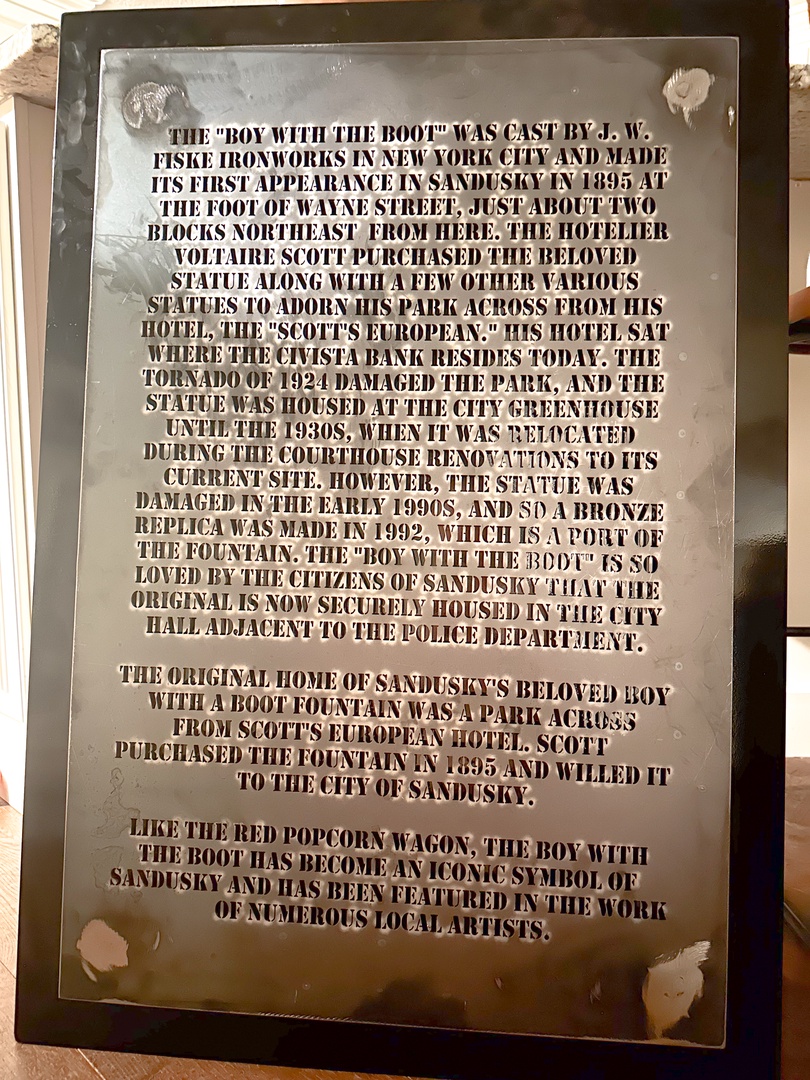 THE "BOY WITH THE BOOT" WAS CAST BY J. W.
FISKE IRONWORKS IN NEW YORK CITY AND MADE
ITS FIRST APPEARANCE IN SANDUSKY IN 1895 AT
THE FOOT OF WAYNE STREET, JUST ABOUT TWO
BLOCKS NORTHEAST FROM HERE. THE HOTELIER
VOLTAIRE SCOTT PURCHASED THE BELOVED
STATUE ALONG WITH A FEW OTHER VARIOUS
STATUES TO ADORN HIS PARK ACROSS FROM HIS
HOTEL, THE "SCOTT'S EUROPEAN." HIS HOTEL SAT
WHERE THE CIVISTA BANK RESIDES TODAY. THE
TORNADO OF 1924 DAMAGED THE PARK, AND THE
STATUE WAS HOUSED AT THE CITY GREENHOUSE
UNTIL THE 1930S, WHEN IT WAS RELOCATED
DURING THE COURTHOUSE RENOVATIONS TO ITS
CURRENT SITE. HOWEVER, THE STATUE WAS
DAMAGED IN THE EARLY 1990S, AND SO A BRONZE
REPLICA WAS MADE IN 1992, WHICH IS A PORT OF
THE FOUNTAIN. THE "BOY WITH THE BOOT" IS SO
LOVED BY THE CITIZENS OF SANDUSKY THAT THE
ORIGINAL IS NOW SECURELY HOUSED IN THE CITY
HALL ADJACENT TO THE POLICE DEPARTMENT.
THE ORIGINAL HOME OF SANDUSKY'S BELOVED BOY
WITH A BOOT FOUNTAIN WAS A PARK ACROSS
FROM SCOTT'S EUROPEAN HOTEL. SCOTT
PURCHASED THE FOUNTAIN IN 1895 AND WILLED IT
TO THE CITY OF SANDUSKY.
LIKE THE RED POPCORN WAGON, THE BOY WITH
THE BOOT HAS BECOME AN ICONIC SYMBOL OF
SANDUSKY AND HAS BEEN FEATURED IN THE WORK
OF NUMEROUS LOCAL ARTISTS.